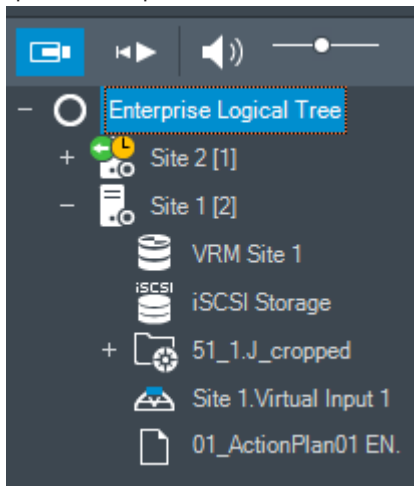 Enterprise Logical Tree
Site 2 [1]
Site 1 [2]
VRM Site 1
iSCSI
iSCSI Storage
51_1.J_cropped
Site 1.Virtual Input 1
01_ActionPlan01 EN.